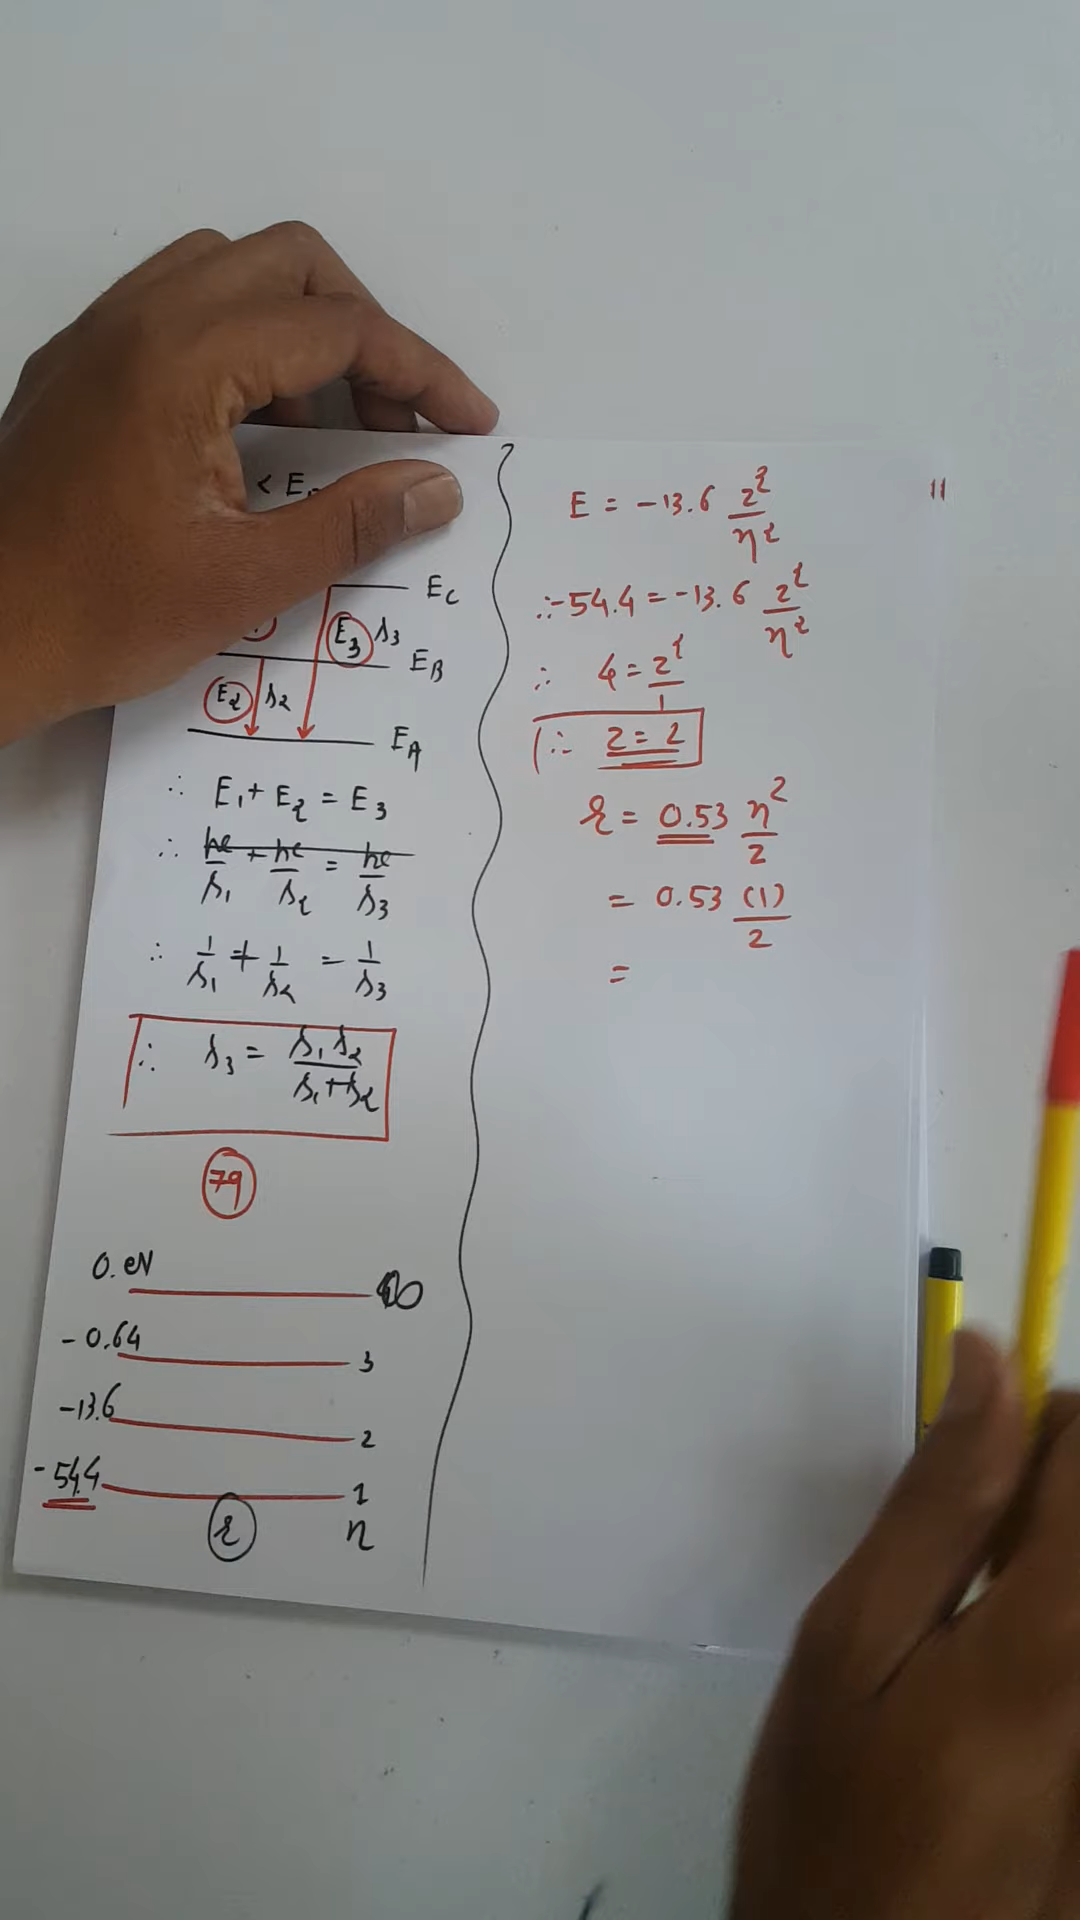 < E
E_C
E_3 λ_3
E_B
E_2 λ_2
E_A
∴ E_1 + E_2 = E_3
∴ hc/λ_1 + hc/λ_2 = hc/λ_3
∴ 1/λ_1 + 1/λ_2 = 1/λ_3
∴ λ_3 = λ_1 λ_2 / λ_1 + λ_2
79
0.eV
-0.64 3
-13.6 2
-54.4 1
r n
11
E = -13.6 z²/n²
∴ -54.4 = -13.6 z²/n²
∴ 4 = z²/1
∴ z = 2
r = 0.53 n²/z
= 0.53 (1)/2
=